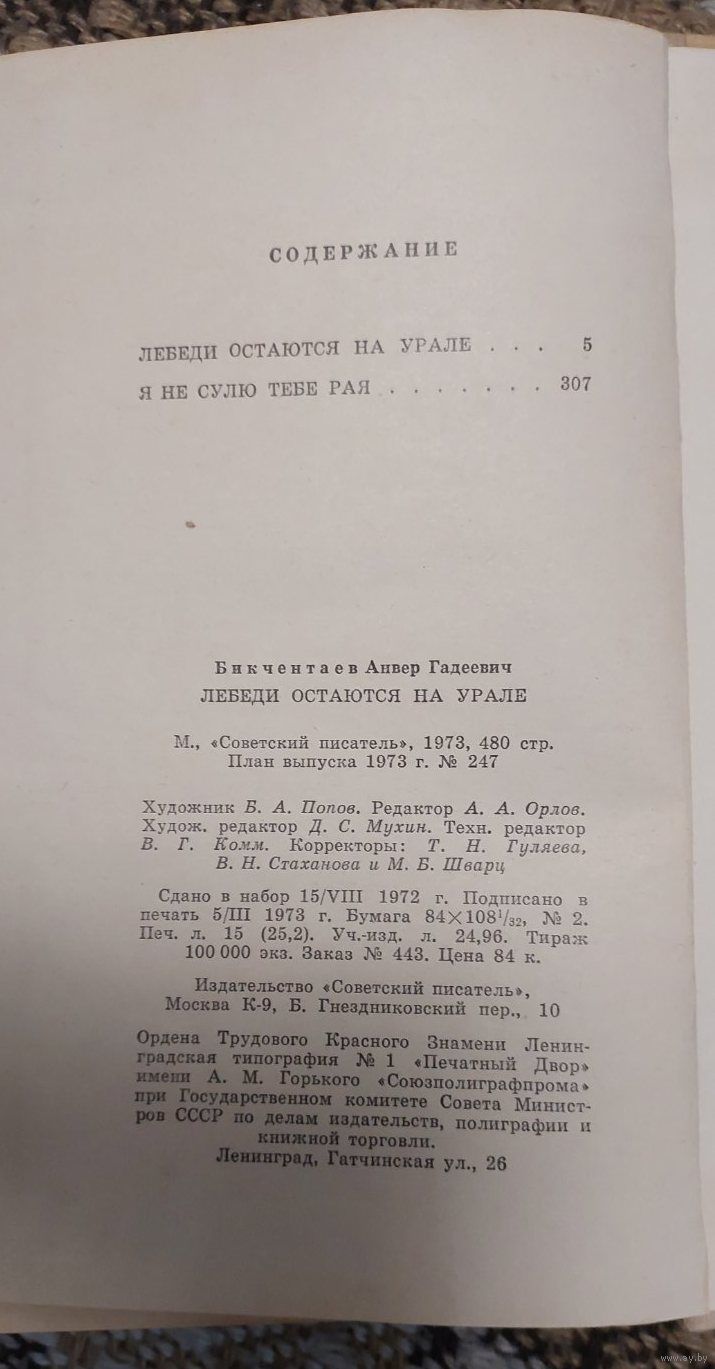 СОДЕРЖАНИЕ
ЛЕБЕДИ ОСТАЮТСЯ НА УРАЛЕ . . . 5
Я НЕ СУЛЮ ТЕБЕ РАЯ . . . . . . . 307
Бикчентаев Анвер Гадеевич
ЛЕБЕДИ ОСТАЮТСЯ НА УРАЛЕ
М., «Советский писатель», 1973, 480 стр.
План выпуска 1973 г. № 247
Художник Б. А. Попов. Редактор А. А. Орлов.
Худож. редактор Д. С. Мухин. Техн. редактор
В. Г. Комм. Корректоры: Т. Н. Гуляева,
В. Н. Стаханова и М. Б. Шварц
Сдано в набор 15/VIII 1972 г. Подписано в
печать 5/III 1973 г. Бумага 84×108¹/₃₂, № 2.
Печ. л. 15 (25,2). Уч.-изд. л. 24,96. Тираж
100 000 экз. Заказ № 443. Цена 84 к.
Издательство «Советский писатель»,
Москва К-9, Б. Гнездниковский пер., 10
Ордена Трудового Красного Знамени Ленин-
градская типография № 1 «Печатный Двор»
имени А. М. Горького «Союзполиграфпрома»
при Государственном комитете Совета Минист-
ров СССР по делам издательств, полиграфии и
книжной торговли.
Ленинград, Гатчинская ул., 26
www.ay.by